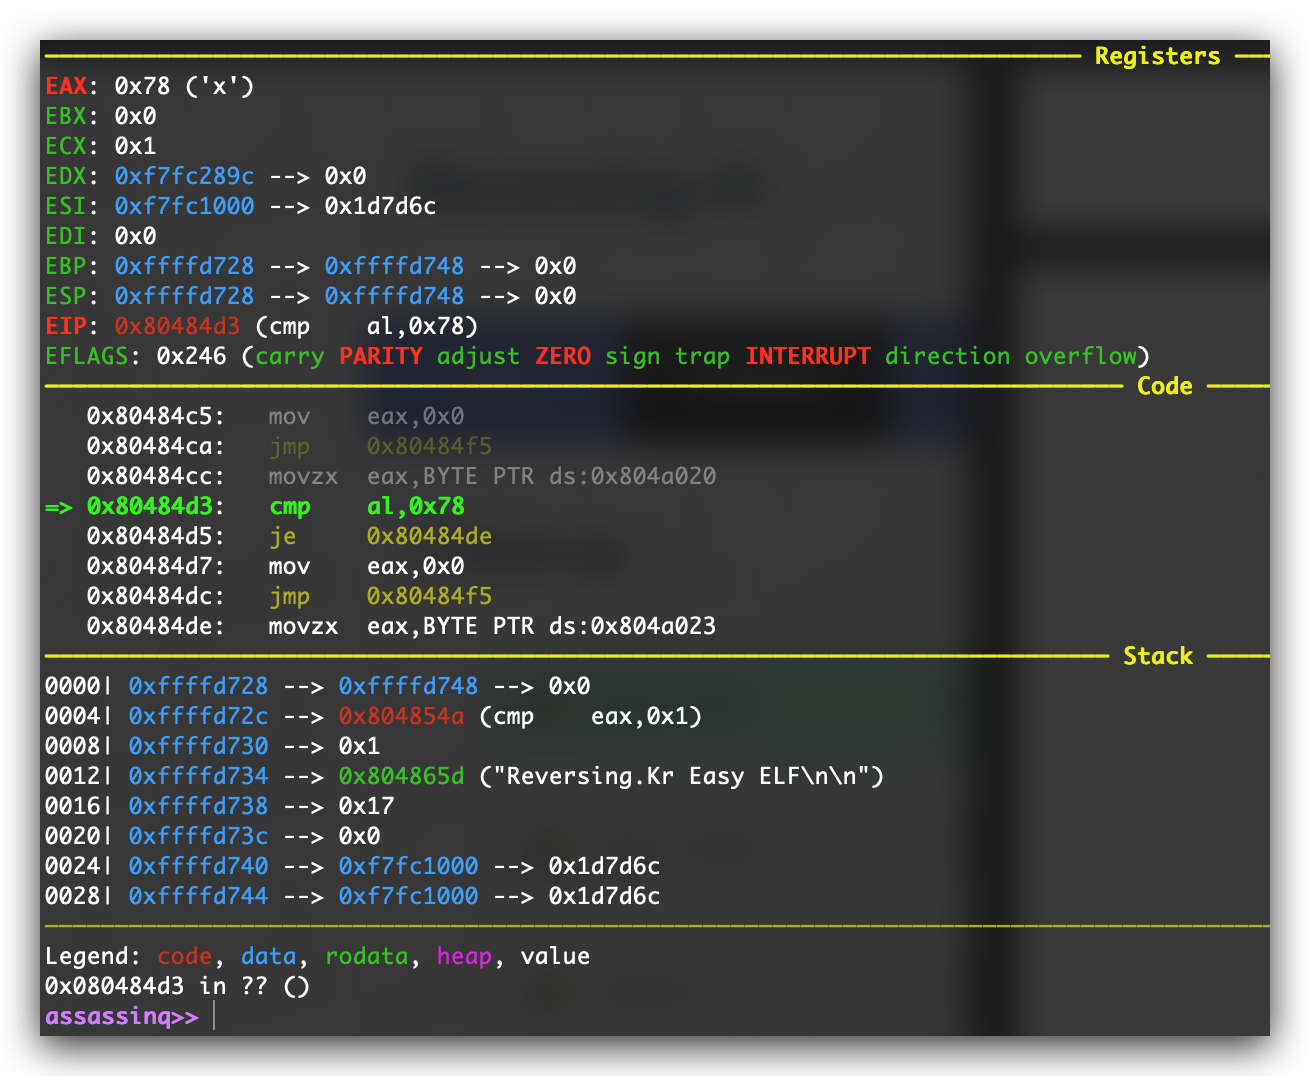 Registers
EAX: 0x78 ('x')
EBX: 0x0
ECX: 0x1
EDX: 0xf7fc289c --> 0x0
ESI: 0xf7fc1000 --> 0x1d7d6c
EDI: 0x0
EBP: 0xffffd728 --> 0xffffd748 --> 0x0
ESP: 0xffffd728 --> 0xffffd748 --> 0x0
EIP: 0x80484d3 (cmp    al,0x78)
EFLAGS: 0x246 (carry PARITY adjust ZERO sign trap INTERRUPT direction overflow)
Code
   0x80484c5:   mov    eax,0x0
   0x80484ca:   jmp    0x80484f5
   0x80484cc:   movzx  eax,BYTE PTR ds:0x804a020
=> 0x80484d3:   cmp    al,0x78
   0x80484d5:   je     0x80484de
   0x80484d7:   mov    eax,0x0
   0x80484dc:   jmp    0x80484f5
   0x80484de:   movzx  eax,BYTE PTR ds:0x804a023
Stack
0000| 0xffffd728 --> 0xffffd748 --> 0x0
0004| 0xffffd72c --> 0x804854a (cmp    eax,0x1)
0008| 0xffffd730 --> 0x1
0012| 0xffffd734 --> 0x804865d ("Reversing.Kr Easy ELF\n\n")
0016| 0xffffd738 --> 0x17
0020| 0xffffd73c --> 0x0
0024| 0xffffd740 --> 0xf7fc1000 --> 0x1d7d6c
0028| 0xffffd744 --> 0xf7fc1000 --> 0x1d7d6c
Legend: code, data, rodata, heap, value
0x080484d3 in ?? ()
assassinq>>